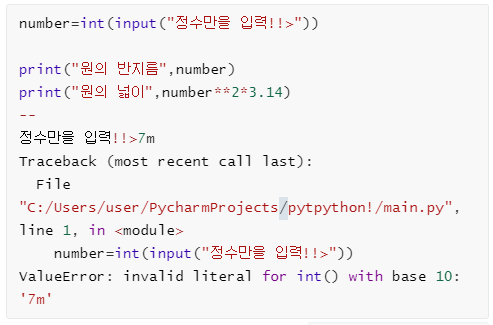 number=int(input("정수만을 입력!!>"))
print("원의 반지름",number)
print("원의 넓이",number**2*3.14)
--
정수만을 입력!!>7m
Traceback (most recent call last):
  File
"C:/Users/user/PycharmProjects/pytpython!/main.py",
line 1, in <module>
    number=int(input("정수만을 입력!!>"))
ValueError: invalid literal for int() with base 10:
'7m'